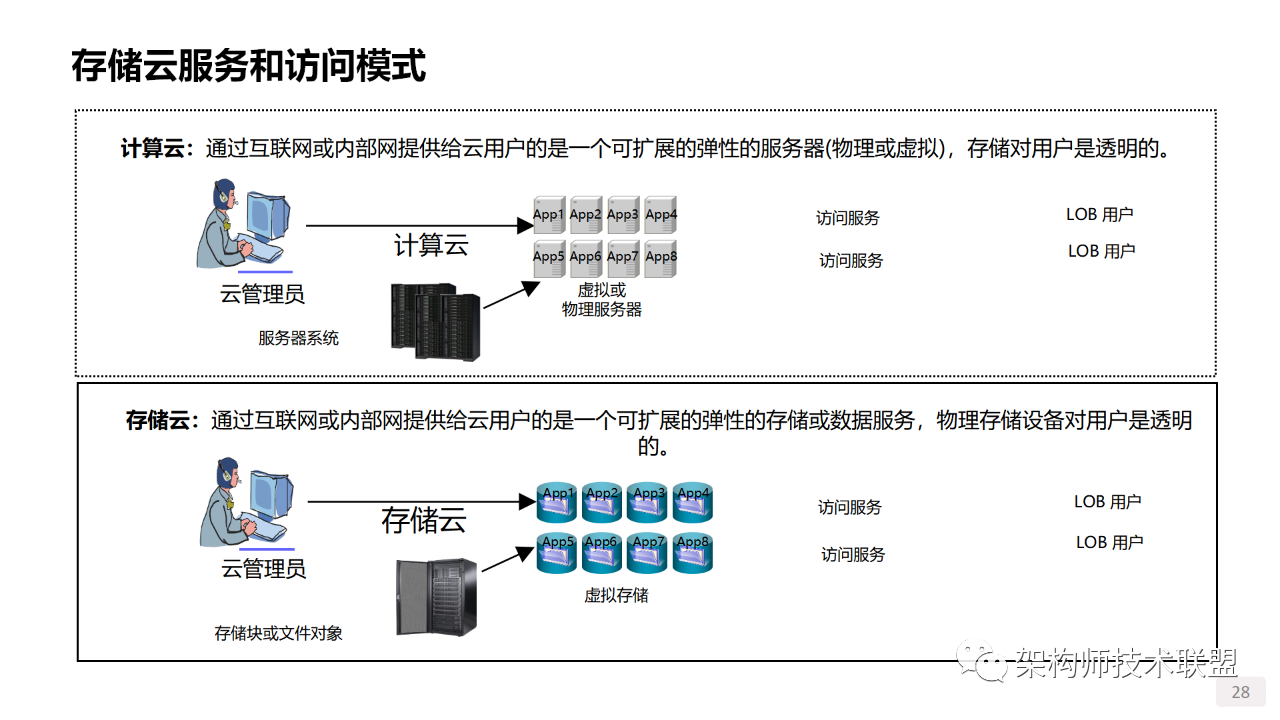 存储云服务和访问模式
计算云：通过互联网或内部网提供给云用户的是一个可扩展的弹性的服务器(物理或虚拟)，存储对用户是透明的。
App1 App2 App3 App4
访问服务
LOB 用户
计算云
App5 App6 App7 App8
访问服务
LOB 用户
云管理员
虚拟或
物理服务器
服务器系统
存储云：通过互联网或内部网提供给云用户的是一个可扩展的弹性的存储或数据服务，物理存储设备对用户是透明
的。
App1 App2 App3 App4
访问服务
LOB 用户
存储云
App5 App6 App7 App8
访问服务
LOB 用户
云管理员
虚拟存储
存储块或文件对象
架构师技术联盟
28